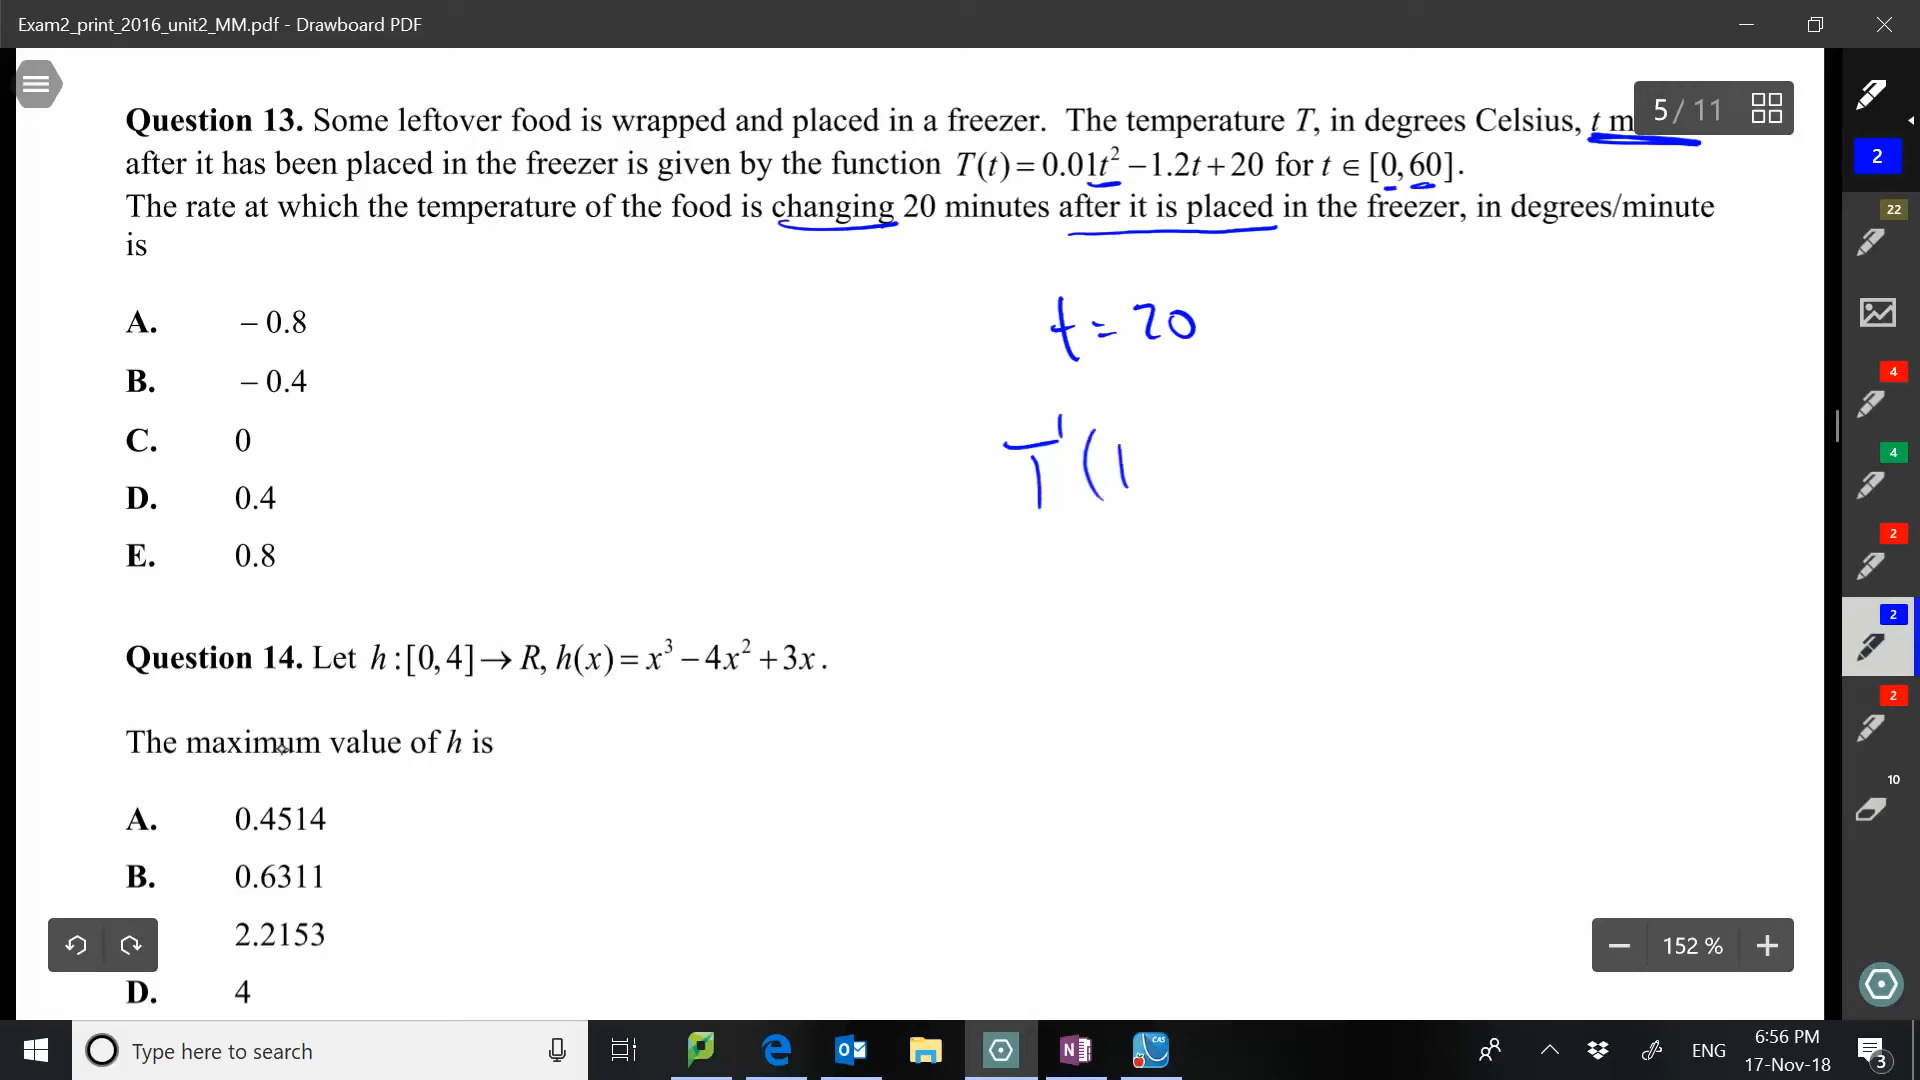 Exam2_print_2016_unit2_MM.pdf - Drawboard PDF
5 / 11
Question 13. Some leftover food is wrapped and placed in a freezer. The temperature T, in degrees Celsius, t m
after it has been placed in the freezer is given by the function T(t) = 0.01t² − 1.2t + 20 for t ∈ [0, 60].
The rate at which the temperature of the food is changing 20 minutes after it is placed in the freezer, in degrees/minute
is
A. – 0.8
B. – 0.4
C. 0
D. 0.4
E. 0.8
t = 20
T'(
Question 14. Let h : [0, 4] → R, h(x) = x³ − 4x² + 3x.
The maximum value of h is
A. 0.4514
B. 0.6311
2.2153
D. 4
152 %
2
22
4
4
2
2
2
10
Type here to search
CAS
ENG
6:56 PM
17-Nov-18
3